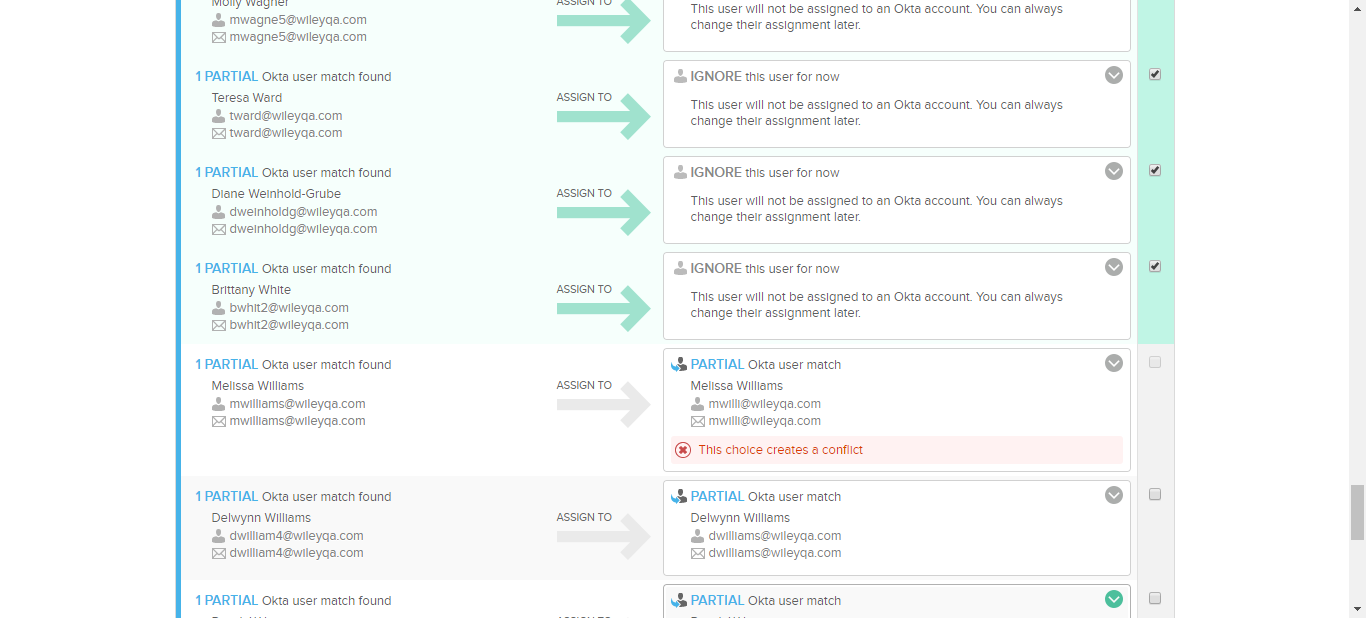 Molly Wagner
mwagne5@wileyqa.com
mwagne5@wileyqa.com
ASSIGN TO
This user will not be assigned to an Okta account. You can always
change their assignment later.
1 PARTIAL Okta user match found
Teresa Ward
tward@wileyqa.com
tward@wileyqa.com
ASSIGN TO
IGNORE this user for now
This user will not be assigned to an Okta account. You can always
change their assignment later.
1 PARTIAL Okta user match found
Diane Weinhold-Grube
dweinholdg@wileyqa.com
dweinholdg@wileyqa.com
ASSIGN TO
IGNORE this user for now
This user will not be assigned to an Okta account. You can always
change their assignment later.
1 PARTIAL Okta user match found
Brittany White
bwhit2@wileyqa.com
bwhit2@wileyqa.com
ASSIGN TO
IGNORE this user for now
This user will not be assigned to an Okta account. You can always
change their assignment later.
1 PARTIAL Okta user match found
Melissa Williams
mwilliams@wileyqa.com
mwilliams@wileyqa.com
ASSIGN TO
PARTIAL Okta user match
Melissa Williams
mwilli@wileyqa.com
mwilli@wileyqa.com
This choice creates a conflict
1 PARTIAL Okta user match found
Delwynn Williams
dwilliam4@wileyqa.com
dwilliam4@wileyqa.com
ASSIGN TO
PARTIAL Okta user match
Delwynn Williams
dwilliams@wileyqa.com
dwilliams@wileyqa.com
1 PARTIAL Okta user match found
PARTIAL Okta user match